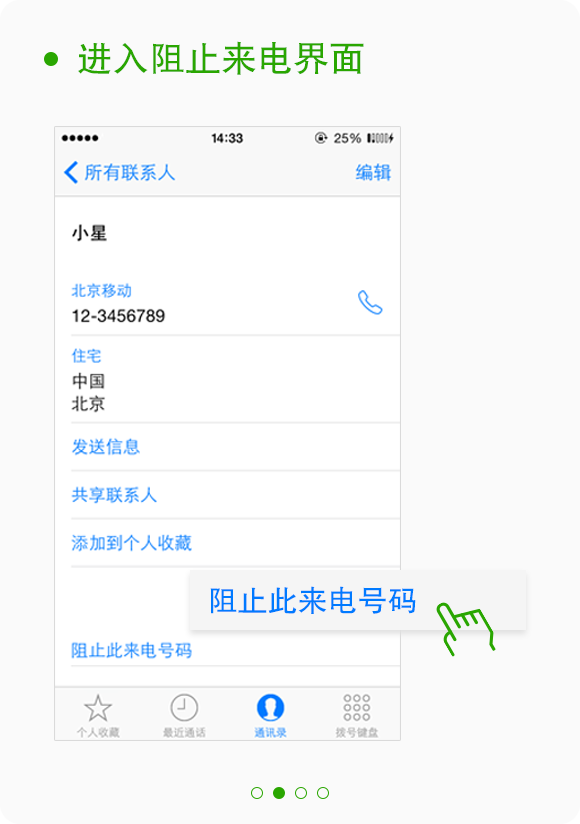 进入阻止来电界面
14:33
25%
所有联系人
编辑
小星
北京移动
12-3456789
住宅
中国
北京
发送信息
共享联系人
添加到个人收藏
阻止此来电号码
阻止此来电号码
个人收藏
最近通话
通讯录
拨号键盘